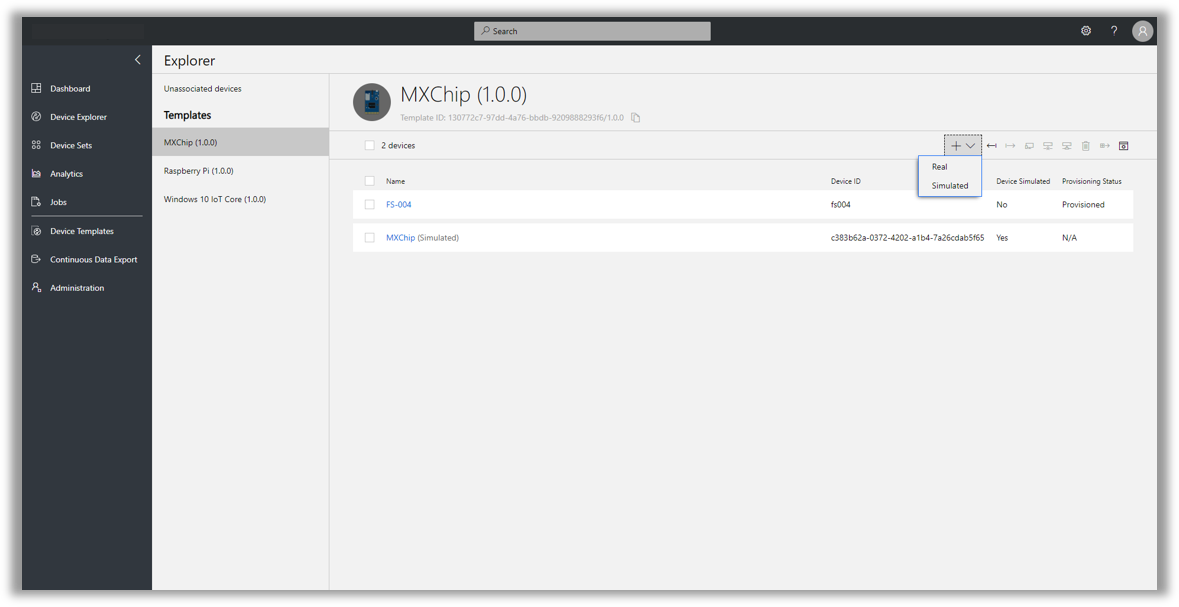 Search
?
Explorer
Dashboard
Device Explorer
Device Sets
Analytics
Jobs
Device Templates
Continuous Data Export
Administration
Unassociated devices
Templates
MXChip (1.0.0)
Raspberry Pi (1.0.0)
Windows 10 IoT Core (1.0.0)
MXChip (1.0.0)
Template ID: 130772c7-97dd-4a76-bbdb-9209888293f6/1.0.0
2 devices
Real
Simulated
Name Device ID Device Simulated Provisioning Status
FS-004 fs004 No Provisioned
MXChip (Simulated) c383b62a-0372-4202-a1b4-7a26cdab5f65 Yes N/A